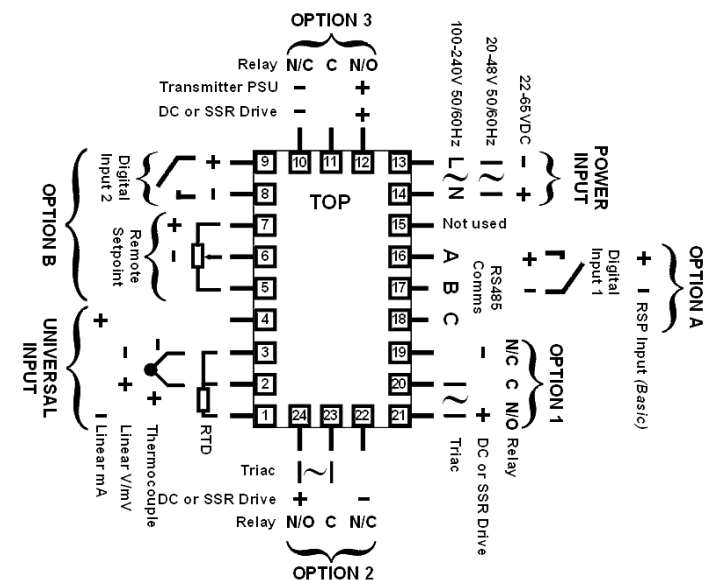 OPTION 3
Relay N/C C N/O
Transmitter PSU - +
DC or SSR Drive - +
100-240V 50/60Hz
20-48V 50/60Hz
22-65VDC
POWER INPUT
L
N
- +
9
10
11
12
13
8
TOP
14
7
15
Not used
6
16
A
5
17
B
4
18
C
3
19
2
20
1
24
23
22
21
Digital Input 2
+ -
OPTION B
Remote Setpoint
+ -
UNIVERSAL INPUT
+
-
- +
- +
Linear mA
Linear V/mV
Thermocouple
RTD
RS485 Comms
+ -
Digital Input 1
+ -
RSP Input (Basic)
OPTION A
N/C C N/O
Relay
OPTION 1
- +
DC or SSR Drive
Triac
Triac
DC or SSR Drive + -
Relay N/O C N/C
OPTION 2